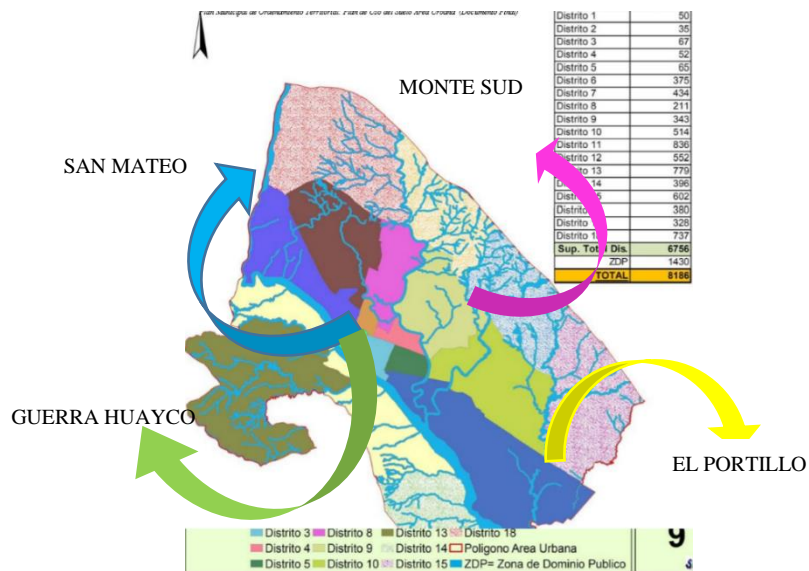 Plan Municipal de Ordenamiento Territorial. Plan de Uso del Suelo Area Urbana (Documento Final)
Distrito 1 50
Distrito 2 35
Distrito 3 67
Distrito 4 52
Distrito 5 65
Distrito 6 375
Distrito 7 434
Distrito 8 211
Distrito 9 343
Distrito 10 514
Distrito 11 836
Distrito 12 552
13 779
14 396
602
Distrito 380
Distrito 328
Distrito 737
Sup. Total Dis. 6756
ZDP 1430
TOTAL 8186
MONTE SUD
SAN MATEO
GUERRA HUAYCO
EL PORTILLO
Distrito 3 Distrito 8 Distrito 13 Distrito 18
Distrito 4 Distrito 9 Distrito 14 Poligono Area Urbana
Distrito 5 Distrito 10 Distrito 15 ZDP= Zona de Dominio Publico
9